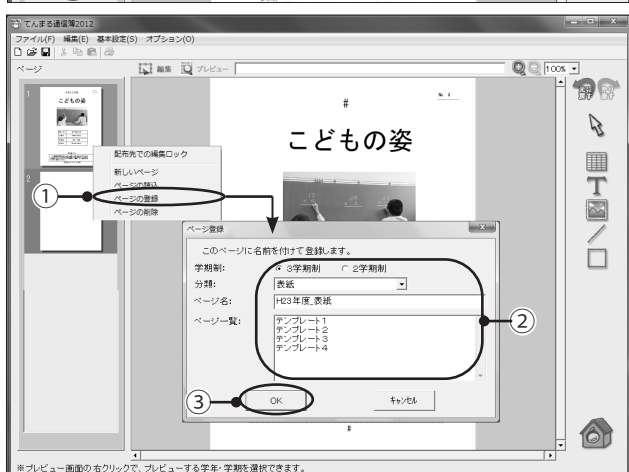 てんまる通信簿2012
ファイル(F) 編集(E) 基本設定(S) オプション(O)
ページ
編集
プレビュー
100%
1
こどもの姿
2
#
No. #
こどもの姿
配布先での編集ロック
新しいページ
ページの読込
①
ページの登録
ページの削除
ページ登録
このページに名前を付けて登録します。
学期制: 3学期制 2学期制
分類: 表紙
ページ名: H23年度_表紙
ページ一覧: テンプレート1
テンプレート2
テンプレート3
テンプレート4
②
③
OK
キャンセル
#
T
※プレビュー画面の右クリックで、プレビューする学年・学期を選択できます。